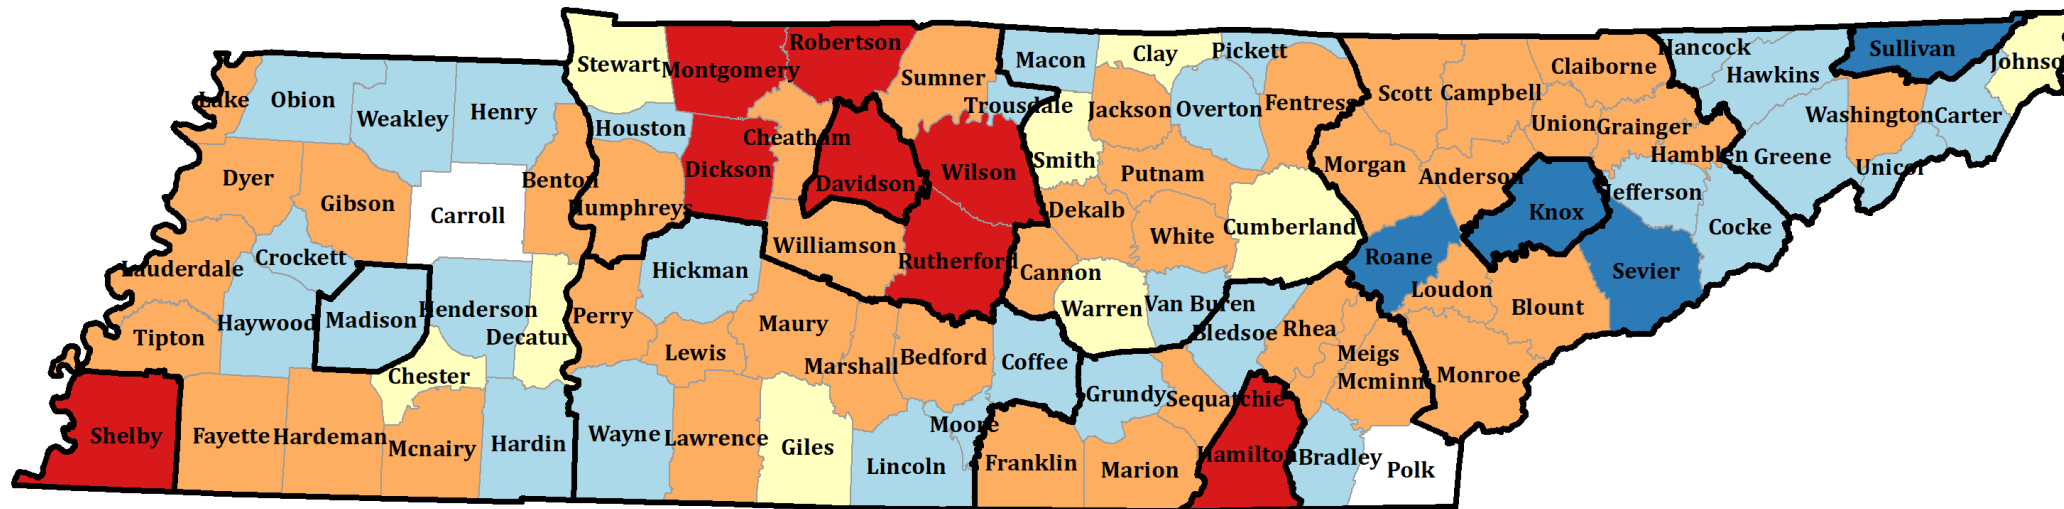 Lake
Obion
Weakley
Henry
Stewart
Montgomery
Robertson
Sumner
Macon
Clay
Pickett
Trousdale
Jackson
Overton
Fentress
Scott
Campbell
Claiborne
Hancock
Hawkins
Sullivan
Johnso
Houston
Cheatham
Washington
Carter
Union
Grainger
Hamblen
Greene
Unicoi
Dyer
Gibson
Carroll
Benton
Humphreys
Dickson
Davidson
Wilson
Smith
Putnam
Morgan
Anderson
Knox
Jefferson
Cocke
Dekalb
White
Cumberland
Roane
Sevier
Loudon
Blount
Lauderdale
Crockett
Hickman
Williamson
Rutherford
Cannon
Warren
Van Buren
Bledsoe
Rhea
Meigs
Mcminn
Monroe
Tipton
Haywood
Madison
Henderson
Decatur
Perry
Lewis
Maury
Marshall
Bedford
Coffee
Grundy
Sequatchie
Chester
Shelby
Fayette
Hardeman
Mcnairy
Hardin
Wayne
Lawrence
Giles
Lincoln
Moore
Franklin
Marion
Hamilton
Bradley
Polk